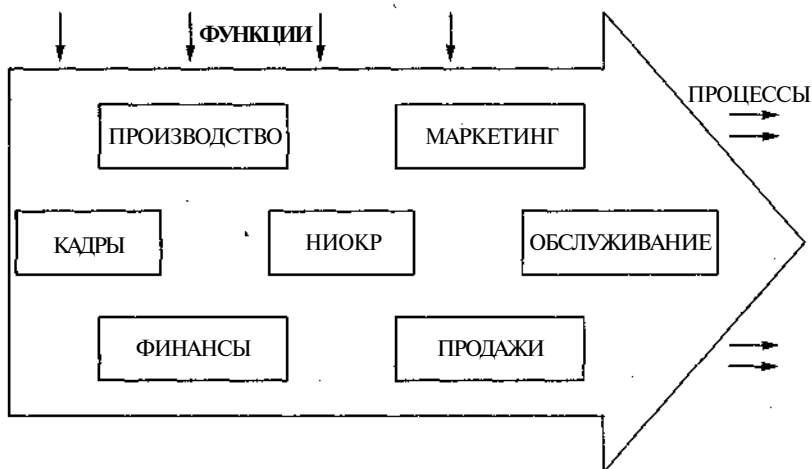 ФУНКЦИИ
ПРОЦЕССЫ
ПРОИЗВОДСТВО
МАРКЕТИНГ
КАДРЫ
НИОКР
ОБСЛУЖИВАНИЕ
ФИНАНСЫ
ПРОДАЖИ